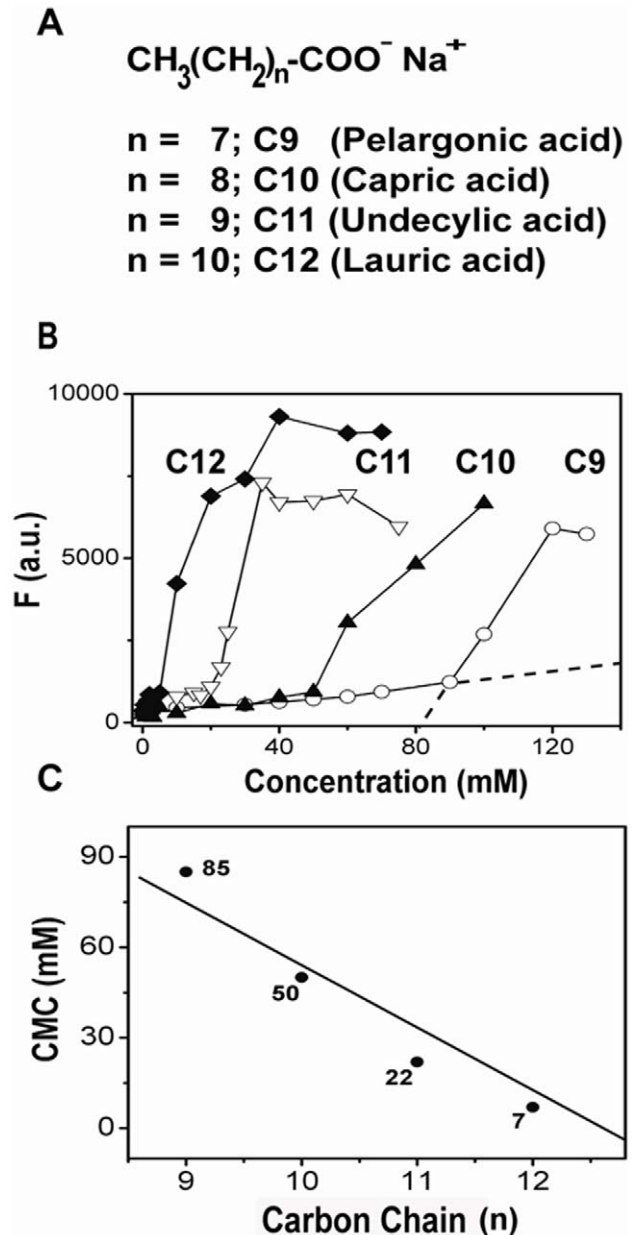 A
CH3(CH2)n-COO⁻ Na⁺
n = 7; C9 (Pelargonic acid)
n = 8; C10 (Capric acid)
n = 9; C11 (Undecylic acid)
n = 10; C12 (Lauric acid)
B
10000
5000
0
F (a.u.)
C12 C11 C10 C9
0 40 80 120
Concentration (mM)
C
90
60
30
0
CMC (mM)
85
50
22
7
9 10 11 12
Carbon Chain (n)